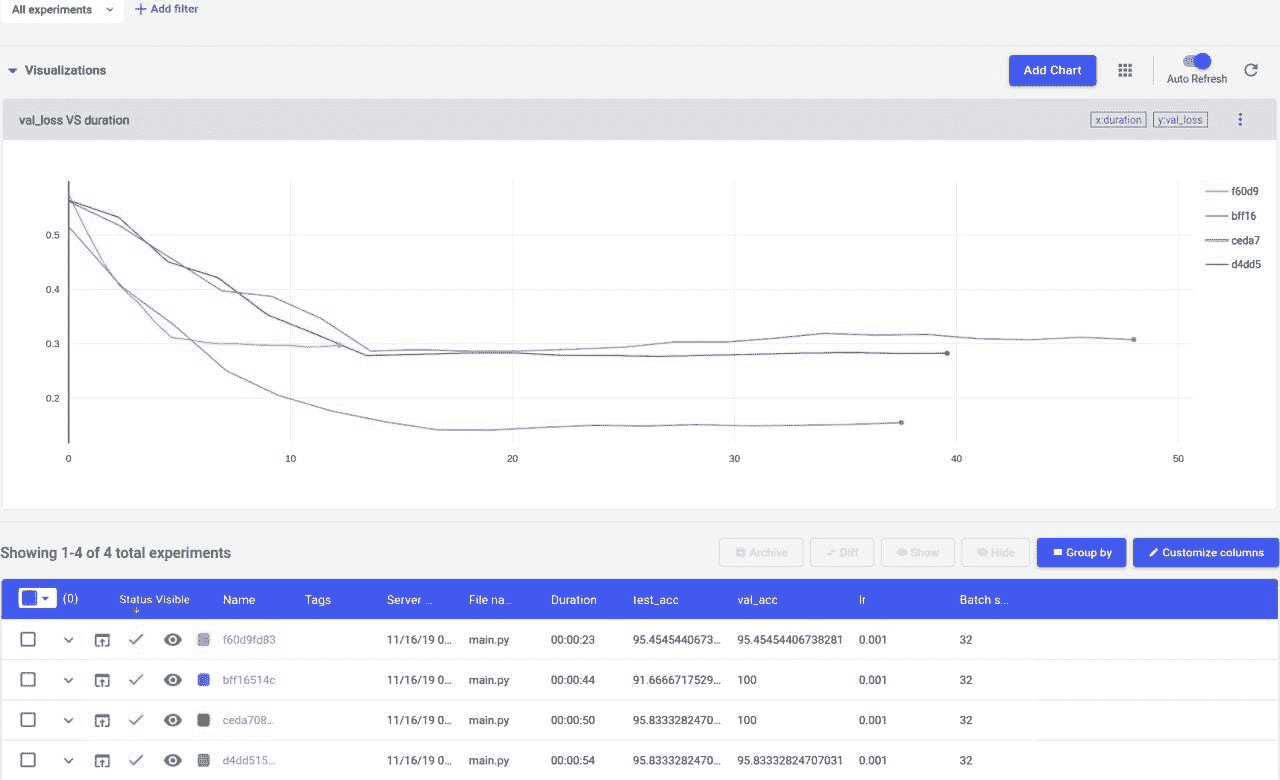 All experiments + Add filter
Visualizations Add Chart Auto Refresh
val_loss VS duration x:duration y:val_loss
0.5
0.4
0.3
0.2
0 10 20 30 40 50
f60d9
bff16
ceda7
d4dd5
Showing 1-4 of 4 total experiments Archive Diff Show Hide Group by Customize columns
(0) Status Visible Name Tags Server ... File na... Duration test_acc val_acc lr Batch s...
f60d9fd83 11/16/19 0... main.py 00:00:23 95.4545440673... 95.45454406738281 0.001 32
bff16514c 11/16/19 0... main.py 00:00:44 91.6666717529... 100 0.001 32
ceda708... 11/16/19 0... main.py 00:00:50 95.8333282470... 100 0.001 32
d4dd515... 11/16/19 0... main.py 00:00:54 95.8333282470... 95.83332824707031 0.001 32